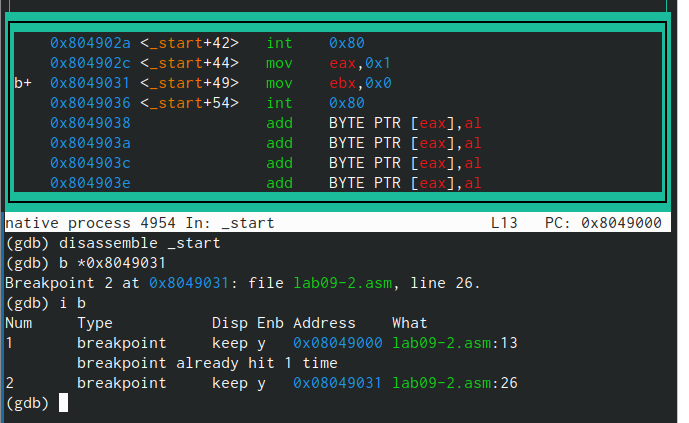 0x804902a <_start+42> int 0x80
0x804902c <_start+44> mov eax,0x1
b+ 0x8049031 <_start+49> mov ebx,0x0
0x8049036 <_start+54> int 0x80
0x8049038 add BYTE PTR [eax],al
0x804903a add BYTE PTR [eax],al
0x804903c add BYTE PTR [eax],al
0x804903e add BYTE PTR [eax],al
native process 4954 In: _start L13 PC: 0x8049000
(gdb) disassemble _start
(gdb) b *0x8049031
Breakpoint 2 at 0x8049031: file lab09-2.asm, line 26.
(gdb) i b
Num Type Disp Enb Address What
1 breakpoint keep y 0x08049000 lab09-2.asm:13
breakpoint already hit 1 time
2 breakpoint keep y 0x08049031 lab09-2.asm:26
(gdb)